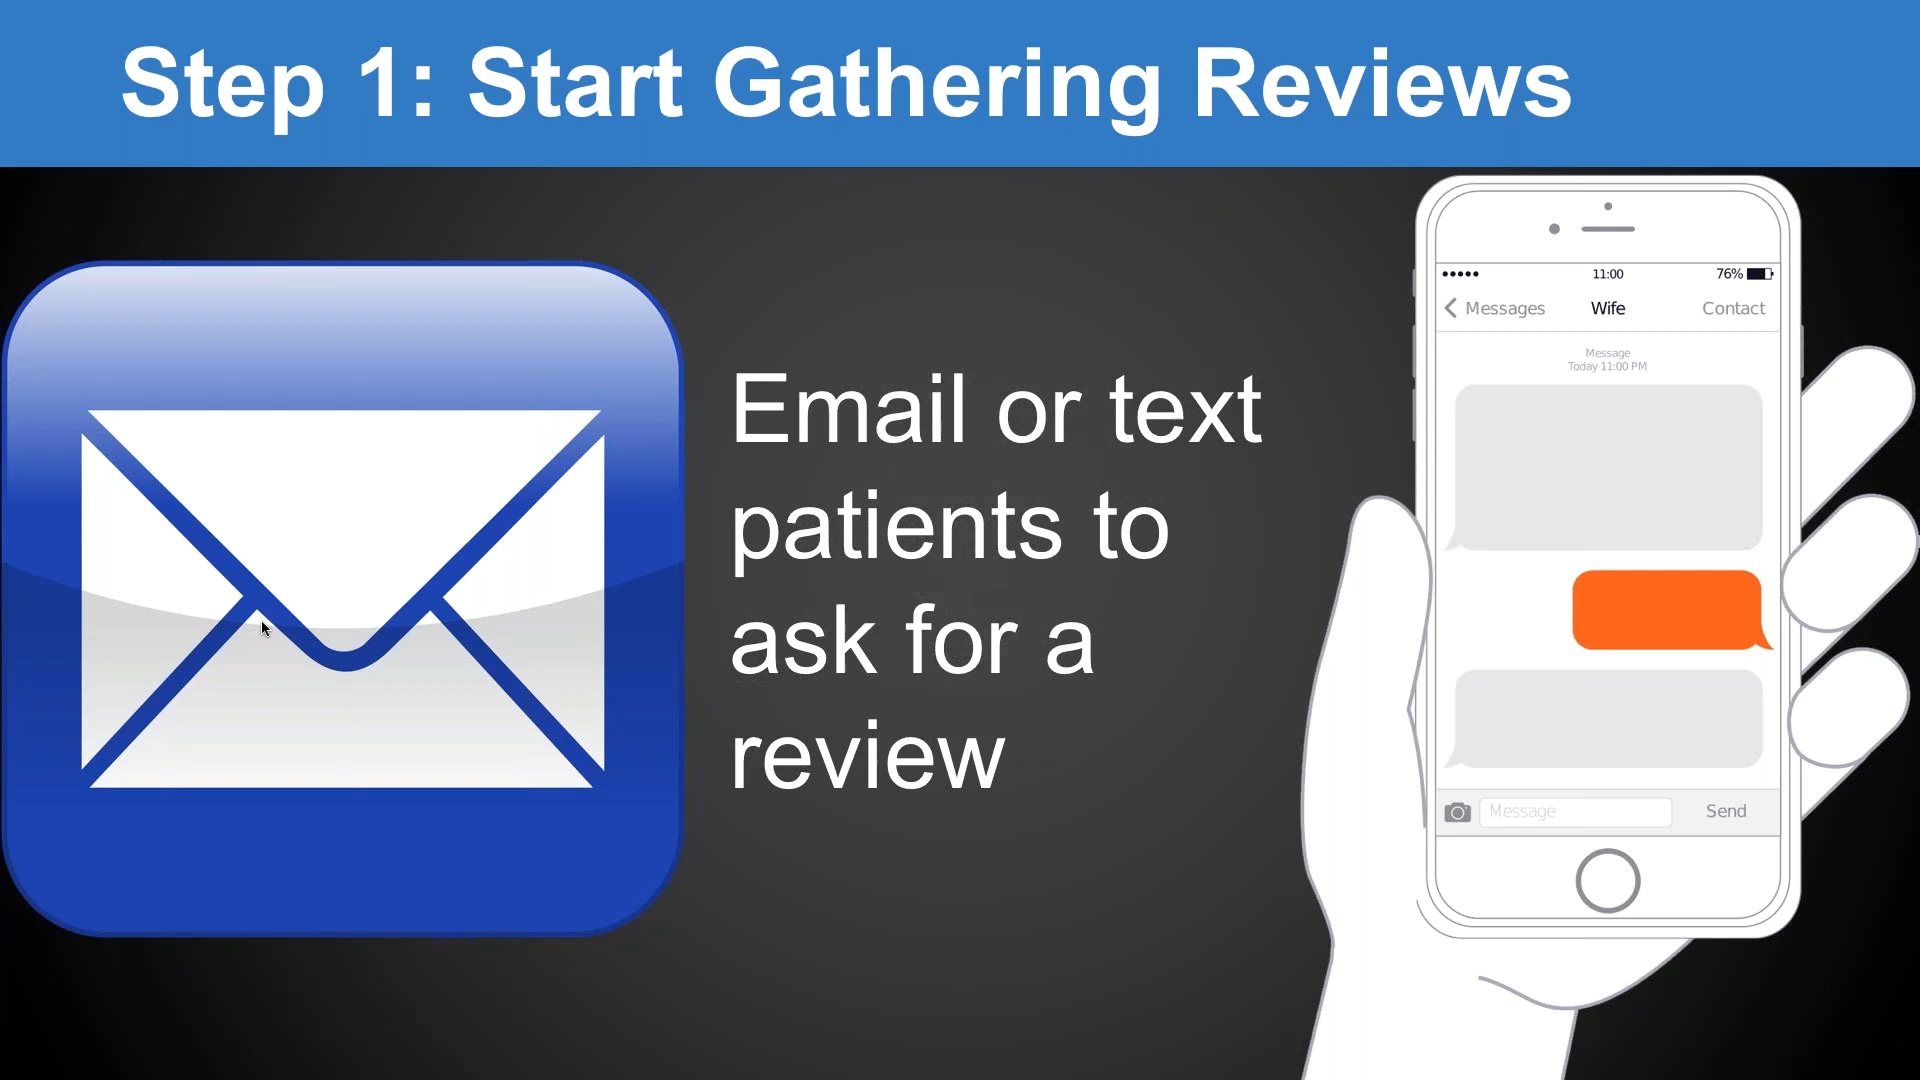 Step 1: Start Gathering Reviews
Email or text
patients to
ask for a
review
11:00
76%
Messages
Wife
Contact
Message
Today 11:00 PM
Message
Send